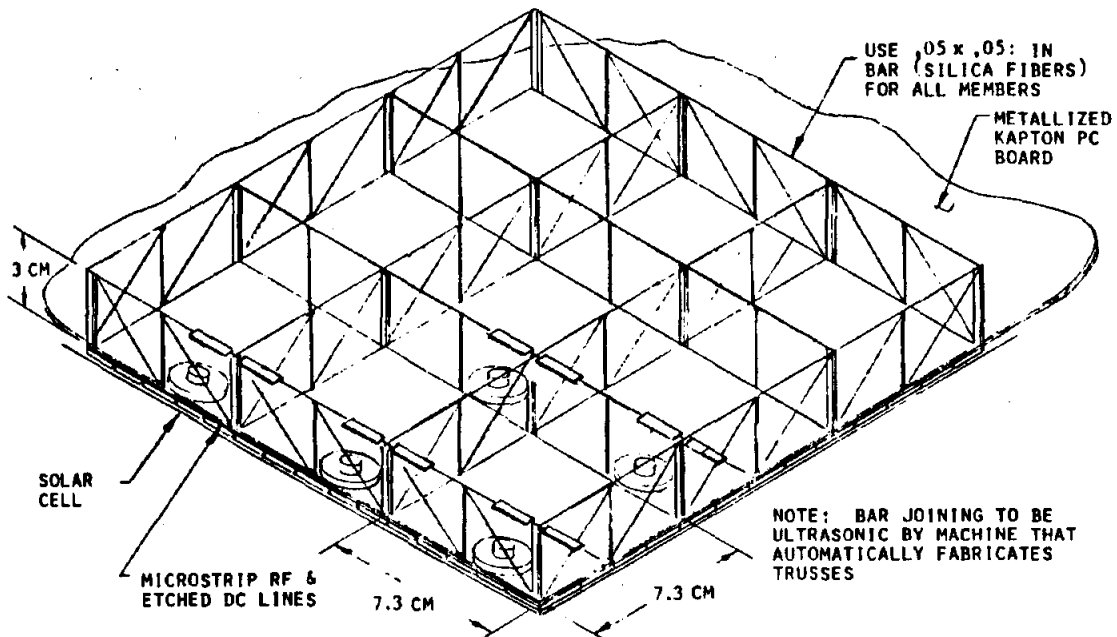 USE .05 x .05: IN
BAR (SILICA FIBERS)
FOR ALL MEMBERS
METALLIZED
KAPTON PC
BOARD
3 CM
SOLAR
CELL
MICROSTRIP RF &
ETCHED DC LINES
7.3 CM
7.3 CM
NOTE: BAR JOINING TO BE
ULTRASONIC BY MACHINE THAT
AUTOMATICALLY FABRICATES
TRUSSES